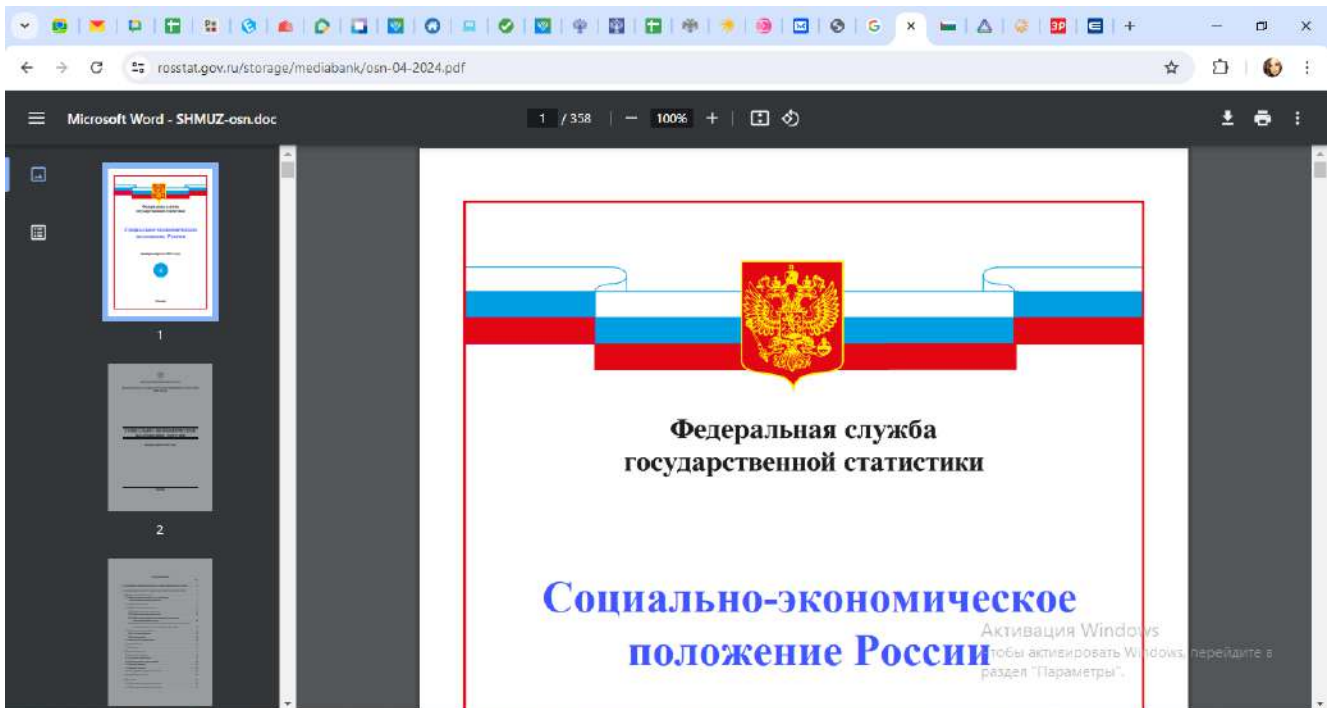 rosstat.gov.ru/storage/mediabank/osn-04-2024.pdf
Microsoft Word - SHMUZ-osn.doc
1 / 358
100%
1
2
Федеральная служба
государственной статистики
Социально-экономическое
положение России
Активация Windows
Чтобы активировать Windows, перейдите в
раздел "Параметры".